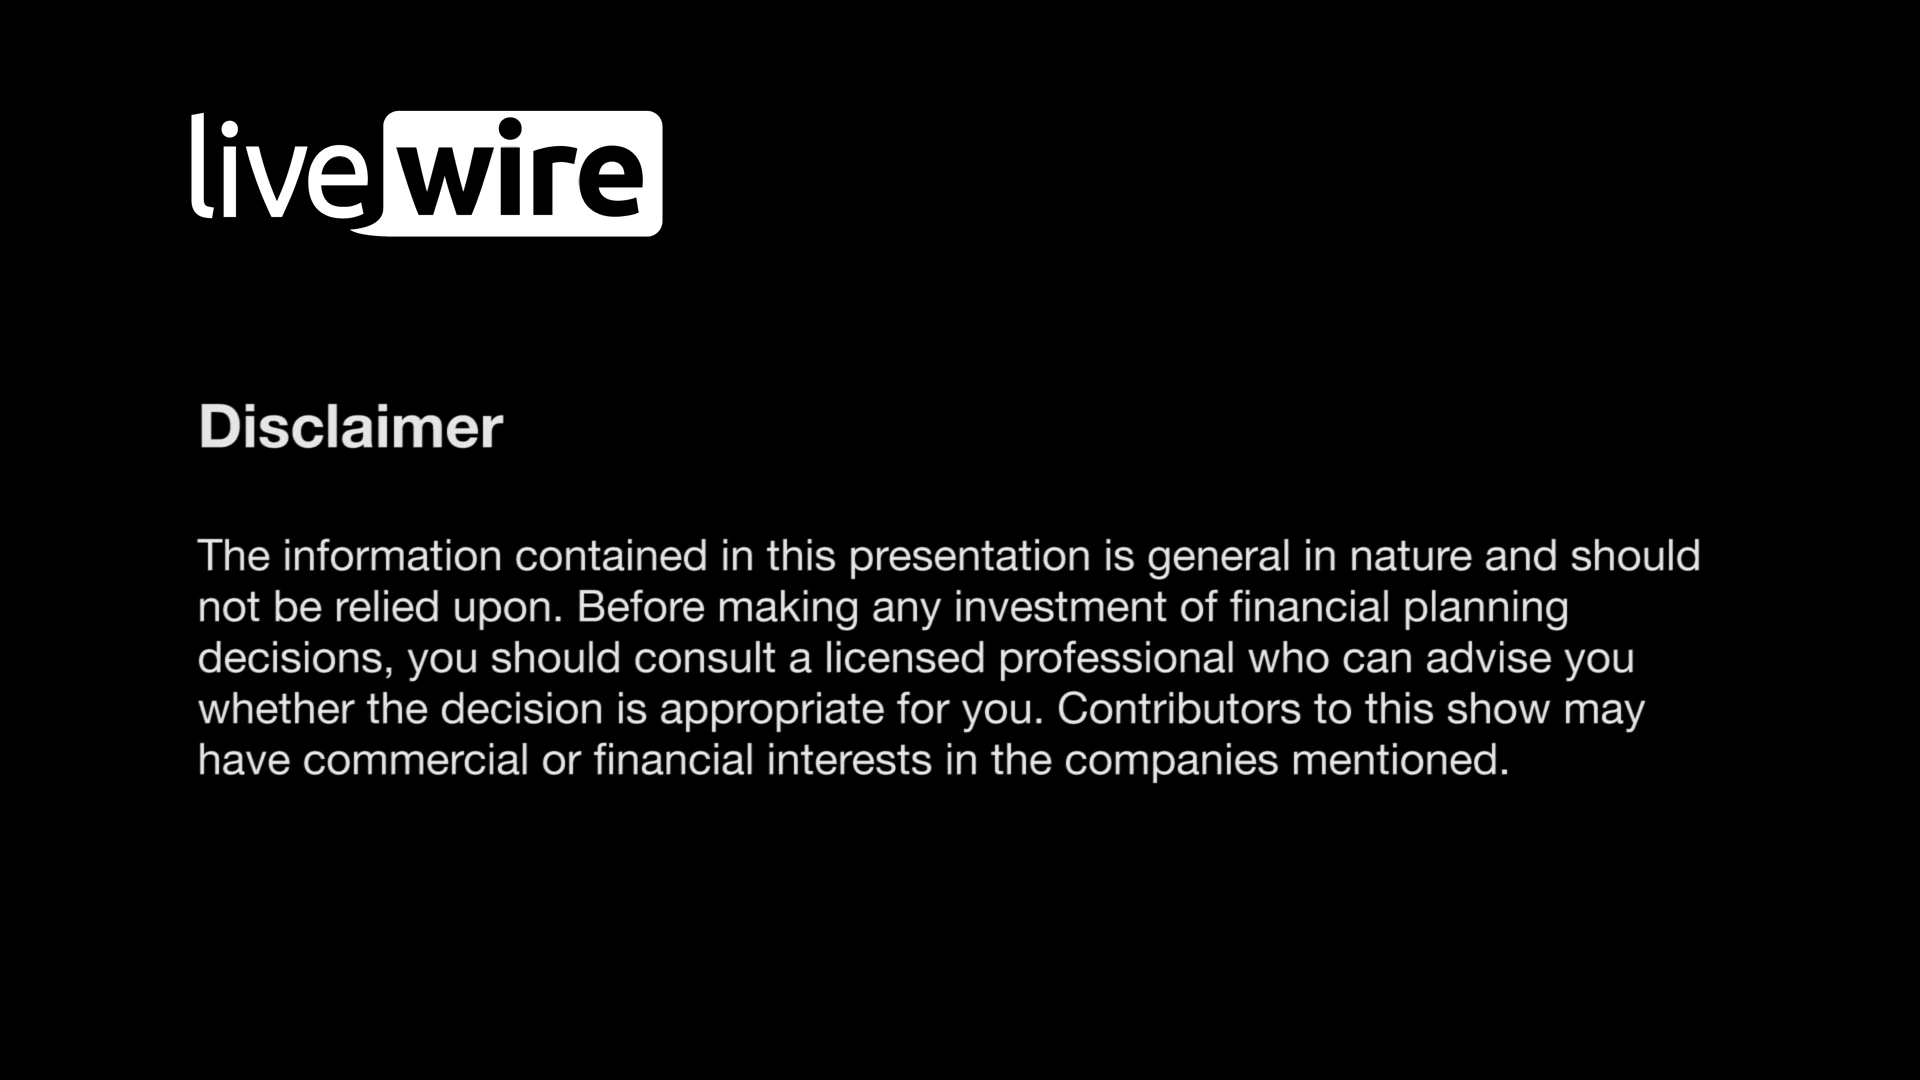 livewire
Disclaimer
The information contained in this presentation is general in nature and should
not be relied upon. Before making any investment of financial planning
decisions, you should consult a licensed professional who can advise you
whether the decision is appropriate for you. Contributors to this show may
have commercial or financial interests in the companies mentioned.